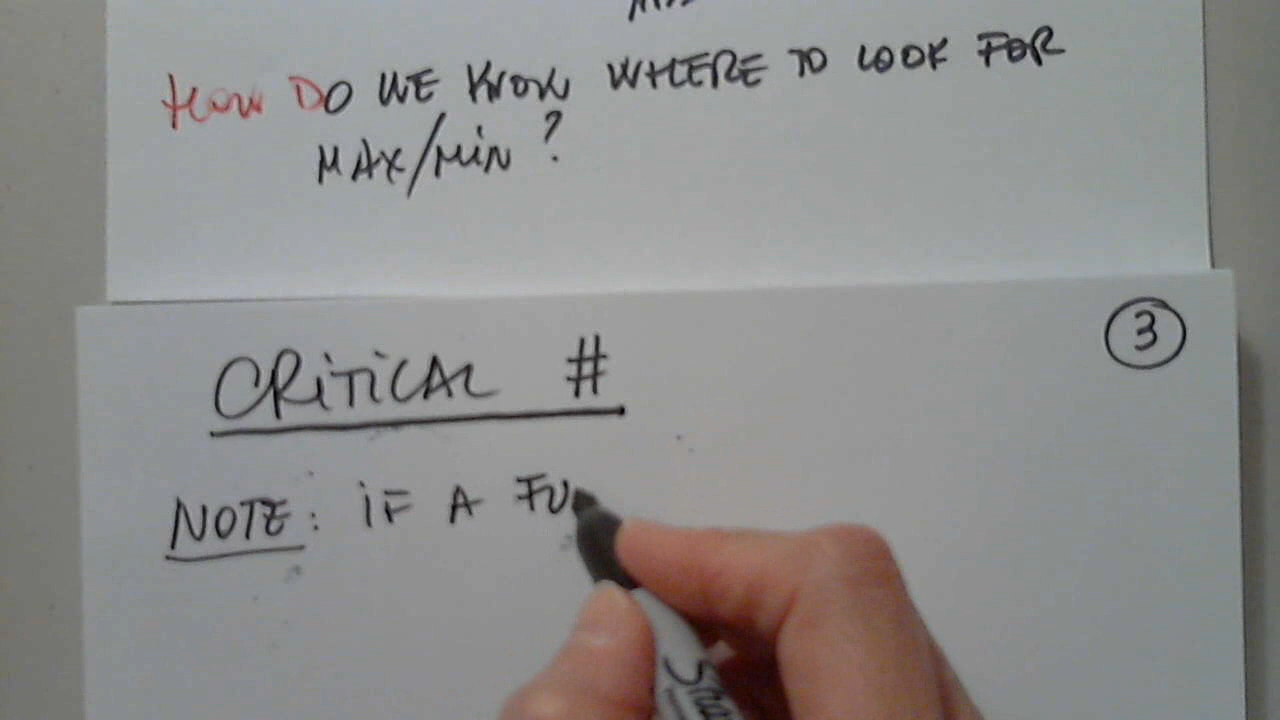 HOW DO WE KNOW WHERE TO LOOK FOR
MAX/MIN?
3
CRITICAL #
NOTE: IF A FU